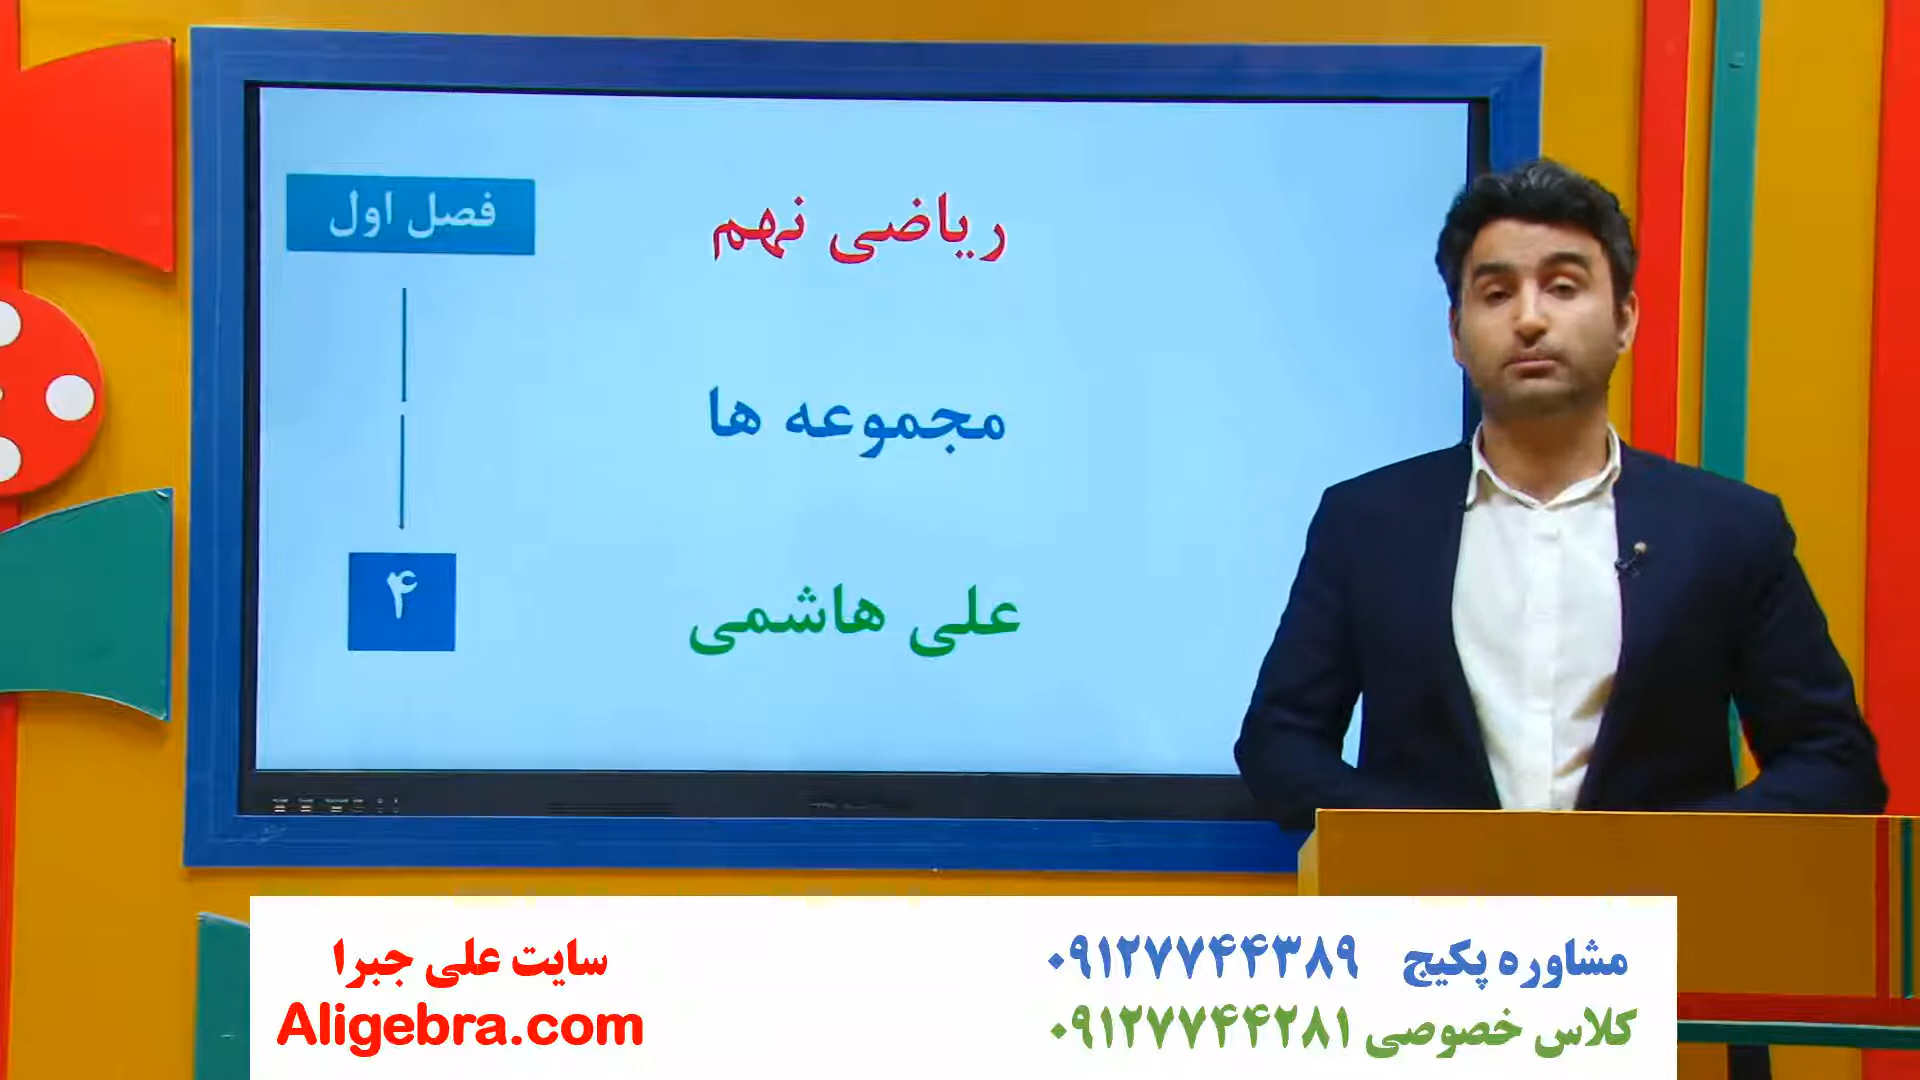 ریاضی نهم
فصل اول
مجموعه ها
۴
علی هاشمی
مشاوره پکیج ۰۹۱۲۷۷۴۴۳۸۹
کلاس خصوصی ۰۹۱۲۷۷۴۴۲۸۱
سایت علی جبرا
Aligebra.com